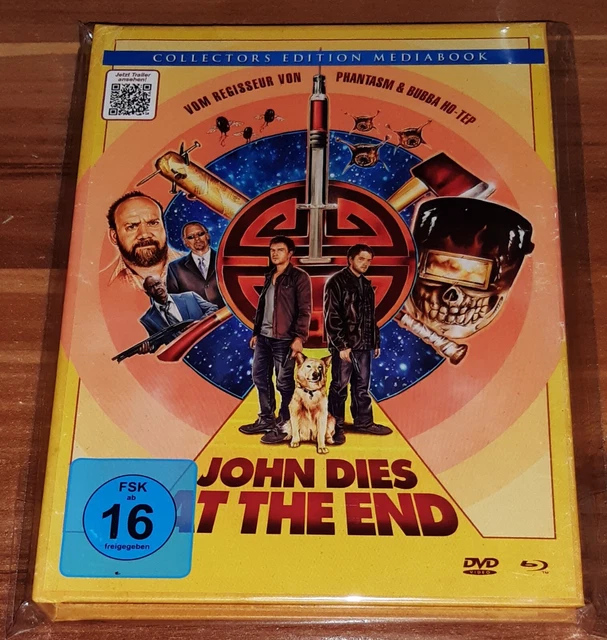 COLLECTORS EDITION MEDIABOOK
Jetzt Trailer
ansehen!
VOM REGISSEUR VON PHANTASM & BUBBA HO-TEP
JOHN DIES
AT THE END
FSK
ab
16
freigegeben
DVD
VIDEO